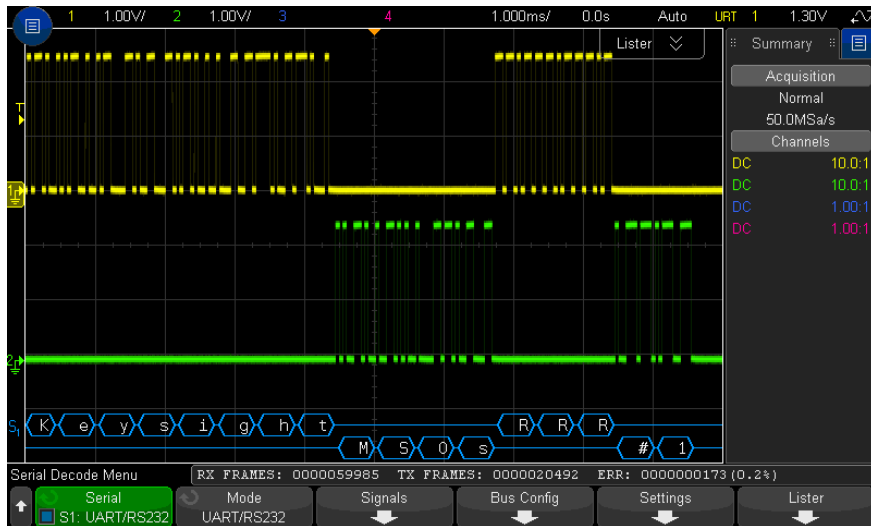 1 1.00V/ 2 1.00V/ 3 4 1.000ms/ 0.0s Auto URT 1 1.30V
Lister
Summary
Acquisition
Normal
50.0MSa/s
Channels
DC 10.0:1
DC 10.0:1
DC 1.00:1
DC 1.00:1
T
1
2
S1 K e y s i g h t R R R
M S O s # 1
Serial Decode Menu RX FRAMES: 0000059985 TX FRAMES: 0000020492 ERR: 0000000173 (0.2%)
Serial Mode Signals Bus Config Settings Lister
S1: UART/RS232 UART/RS232